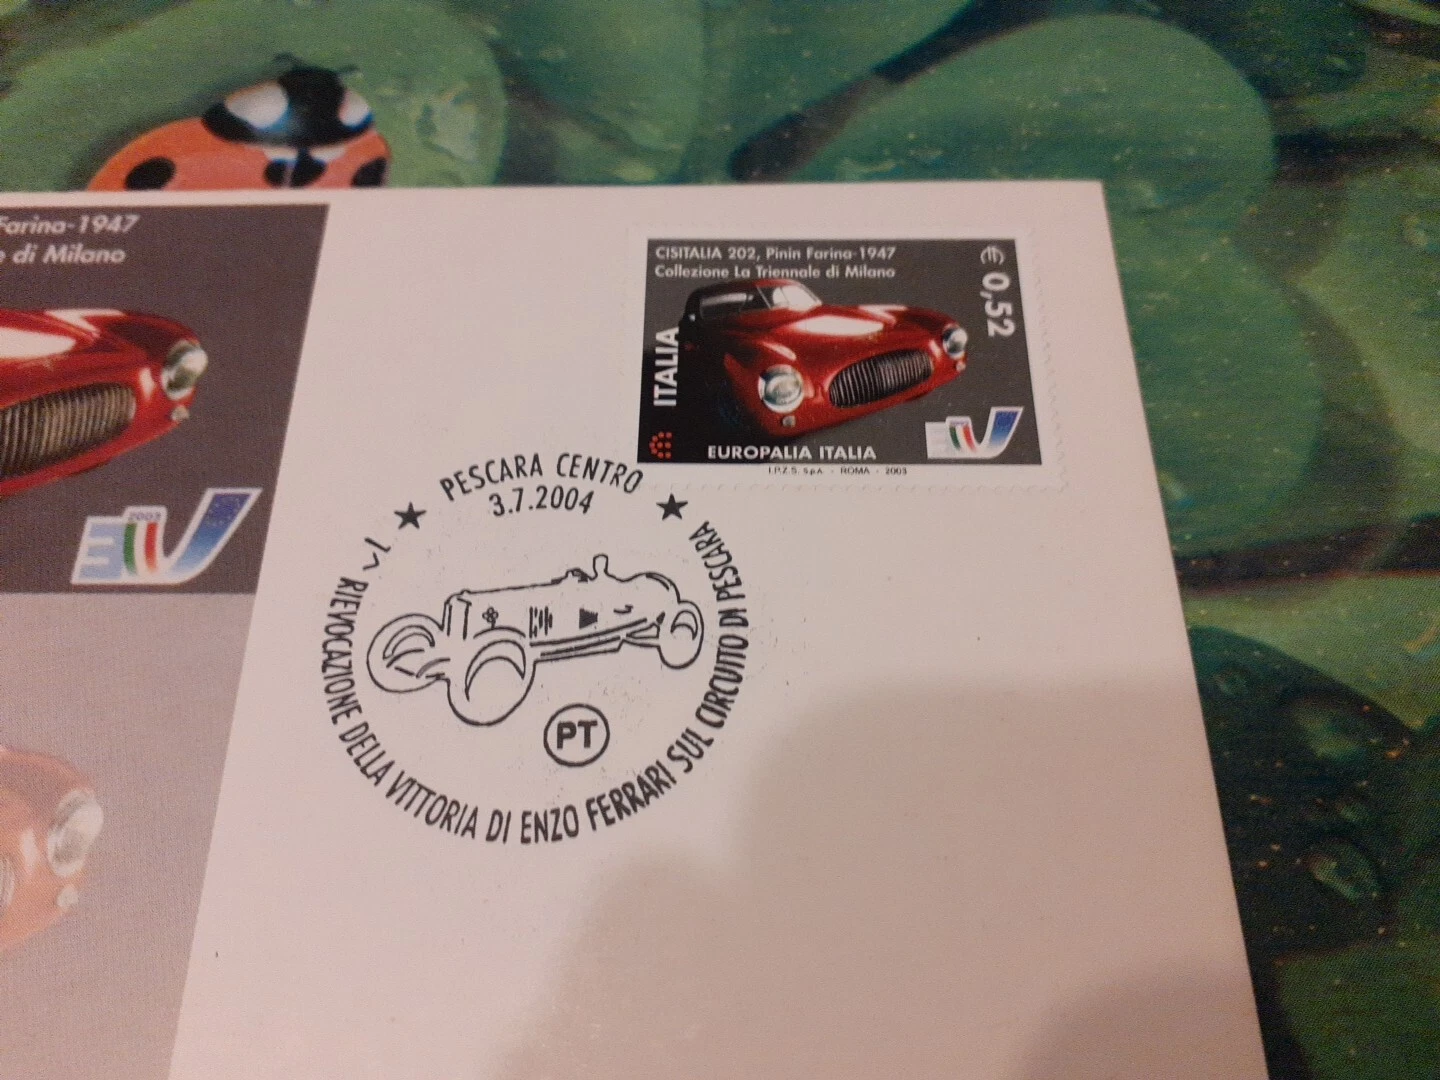 Farina-1947
di Milano
2003
CISITALIA 202, Pinin Farina-1947
Collezione La Triennale di Milano
€ 0,52
ITALIA
EUROPALIA ITALIA
I.P.Z.S. S.p.A. - ROMA - 2003
PESCARA CENTRO
3.7.2004
RIEVOCAZIONE DELLA VITTORIA DI ENZO FERRARI SUL CIRCUITO DI PESCARA
PT